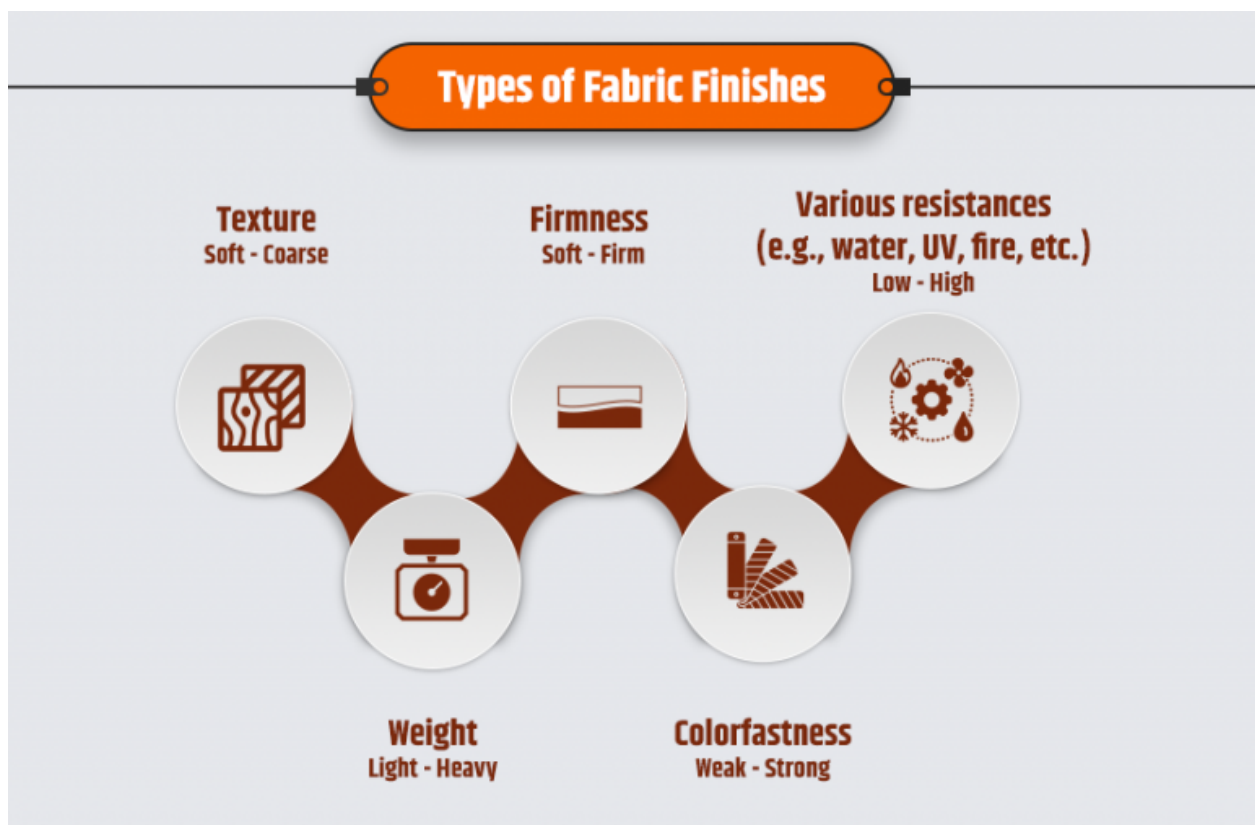 Types of Fabric Finishes
Texture
Soft - Coarse
Firmness
Soft - Firm
Various resistances
(e.g., water, UV, fire, etc.)
Low - High
Weight
Light - Heavy
Colorfastness
Weak - Strong